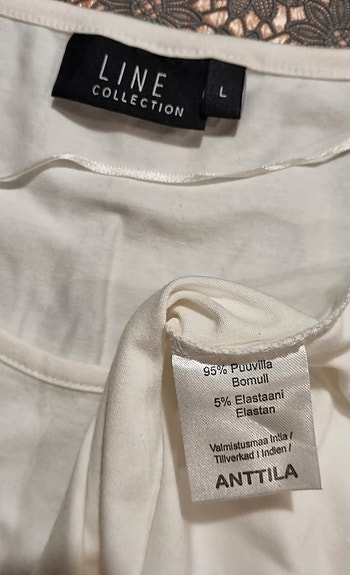 LINE
COLLECTION
L
95% Puuvilla
Bomull
5% Elastaani
Elastan
Valmistusmaa Intia /
Tillverkad i Indien /
ANTTILA